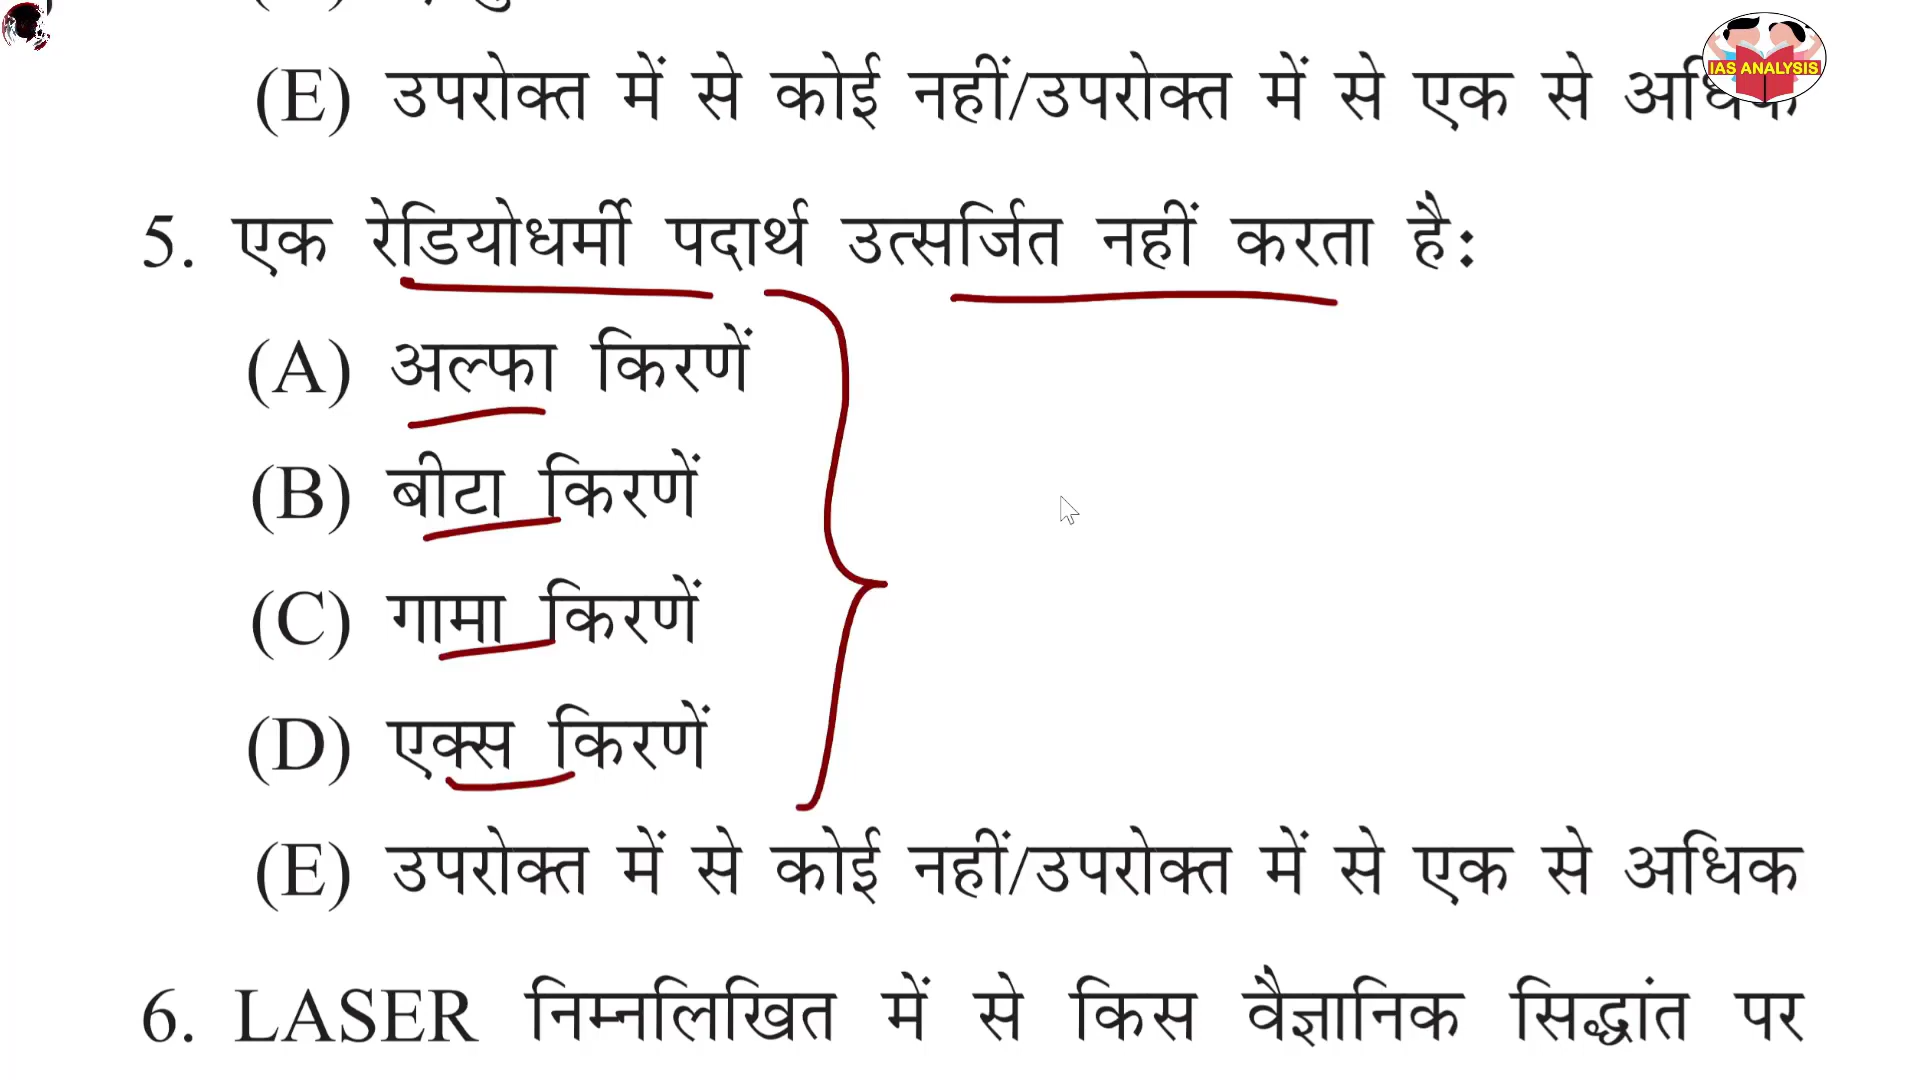 (E) उपरोक्त में से कोई नहीं/उपरोक्त में से एक से अधिक
IAS ANALYSIS
5. एक रेडियोधर्मी पदार्थ उत्सर्जित नहीं करता है:
(A) अल्फा किरणें
(B) बीटा किरणें
(C) गामा किरणें
(D) एक्स किरणें
(E) उपरोक्त में से कोई नहीं/उपरोक्त में से एक से अधिक
6. LASER निम्नलिखित में से किस वैज्ञानिक सिद्धांत पर